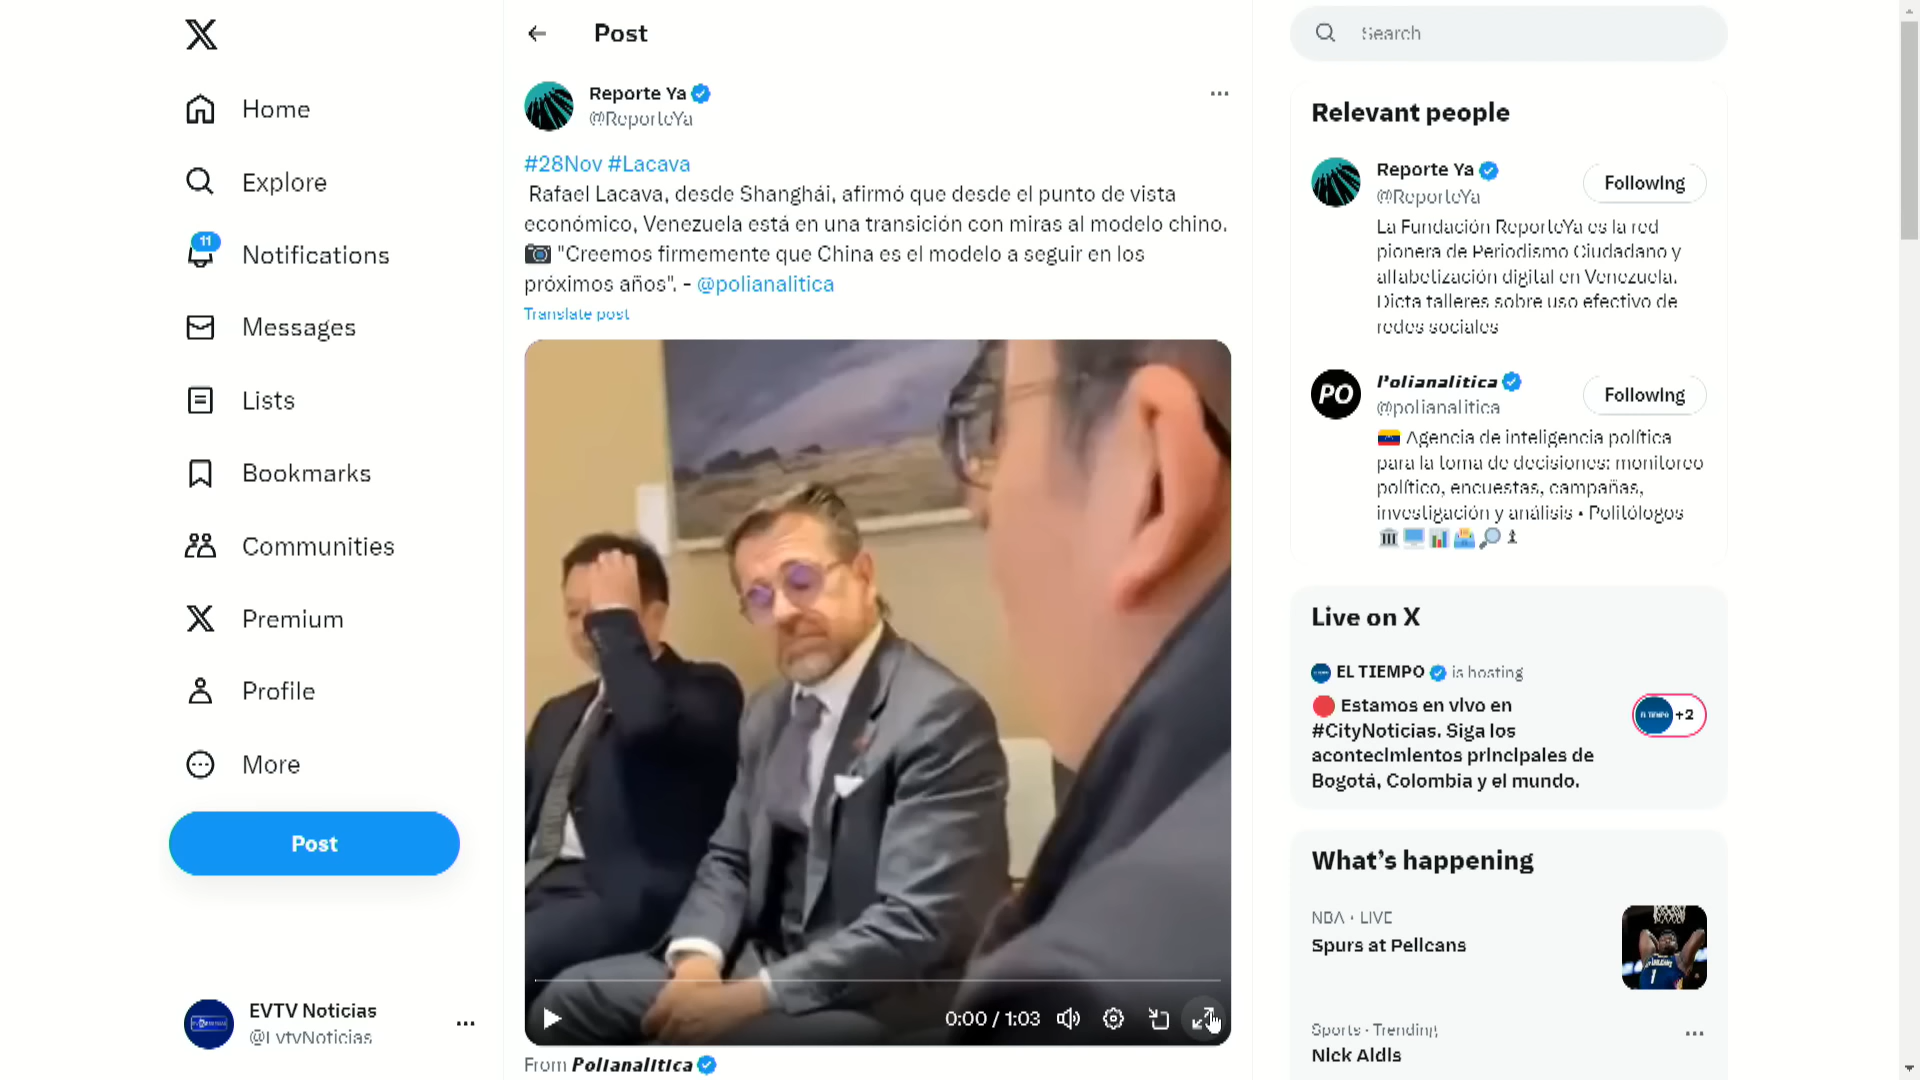 Post
Search
Home
Explore
11
Notifications
Messages
Lists
Bookmarks
Communities
Premium
Profile
More
Post
EVTV Noticias
@EvtvNoticias
Reporte Ya
@ReporteYa
#28Nov #Lacava
Rafael Lacava, desde Shanghái, afirmó que desde el punto de vista
económico, Venezuela está en una transición con miras al modelo chino.
"Creemos firmemente que China es el modelo a seguir en los
próximos años". - @polianalitica
Translate post
0:00 / 1:03
From Polianalitica
Relevant people
Reporte Ya
@ReporteYa
Following
La Fundación ReporteYa es la red
pionera de Periodismo Ciudadano y
alfabetización digital en Venezuela.
Dicta talleres sobre uso efectivo de
redes sociales
PO
Polianalitica
@polianalitica
Following
Agencia de inteligencia política
para la toma de decisiones: monitoreo
político, encuestas, campañas,
investigación y análisis • Politólogos
Live on X
EL TIEMPO is hosting
Estamos en vivo en
#CityNoticias. Siga los
acontecimientos principales de
Bogotá, Colombia y el mundo.
EL TIEMPO
+2
What's happening
NBA · LIVE
Spurs at Pelicans
1
Sports · Trending
Nick Aldis